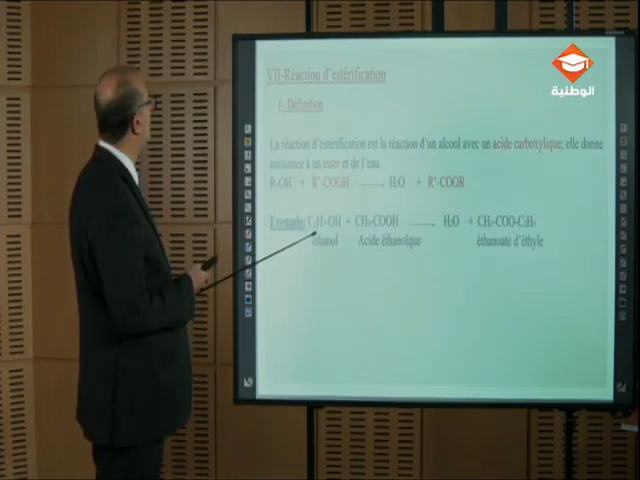 الوطنية
VII-Réaction d'estérification
1- Définition
La réaction d'estérification est la réaction d'un alcool avec un acide carboxylique; elle donne
naissance à un ester et de l'eau.
R-OH + R'-COOH ——→ H₂O + R'-COOR
Exemple: C₂H₅-OH + CH₃-COOH ——→ H₂O + CH₃-COO-C₂H₅
éthanol Acide éthanoïque éthanoate d'éthyle